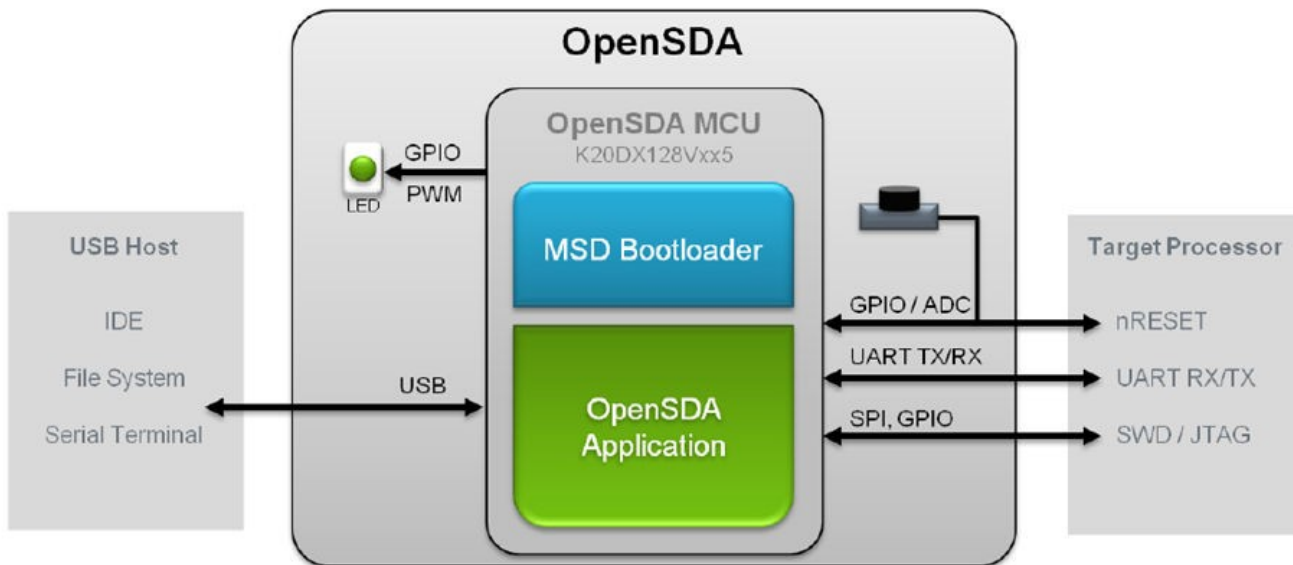 OpenSDA
OpenSDA MCU
K20DX128Vxx5
GPIO
PWM
LED
MSD Bootloader
USB Host
IDE
File System
Serial Terminal
USB
OpenSDA
Application
GPIO / ADC
UART TX/RX
SPI, GPIO
Target Processor
nRESET
UART RX/TX
SWD / JTAG